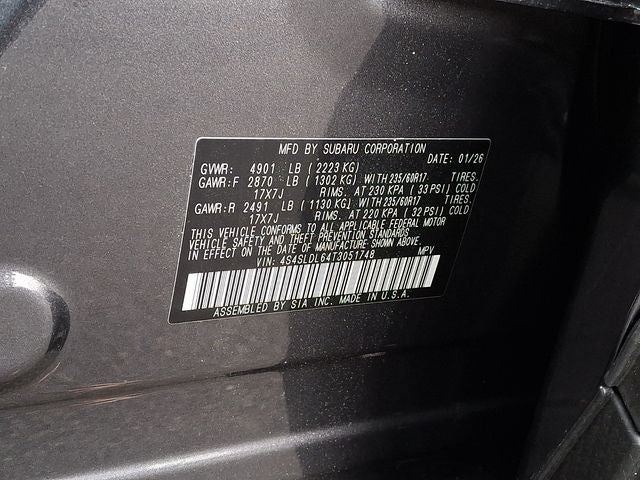 MFD BY SUBARU CORPORATION
DATE: 01/26
GVWR: 4901 LB ( 2223 KG)
GAWR:F 2870 LB ( 1302 KG) WITH 235/60R17 TIRES.
17X7J RIMS. AT 230 KPA ( 33 PSI) COLD
GAWR:R 2491 LB ( 1130 KG) WITH 235/60R17 TIRES.
17X7J RIMS. AT 220 KPA ( 32 PSI) COLD
THIS VEHICLE CONFORMS TO ALL APPLICABLE FEDERAL MOTOR
VEHICLE SAFETY AND THEFT PREVENTION STANDARDS
IN EFFECT ON THE DATE OF MANUFACTURE SHOWN ABOVE.
VIN: 4S4SLDL64T3051748 MPV
ASSEMBLED BY SIA INC. MADE IN U.S.A.